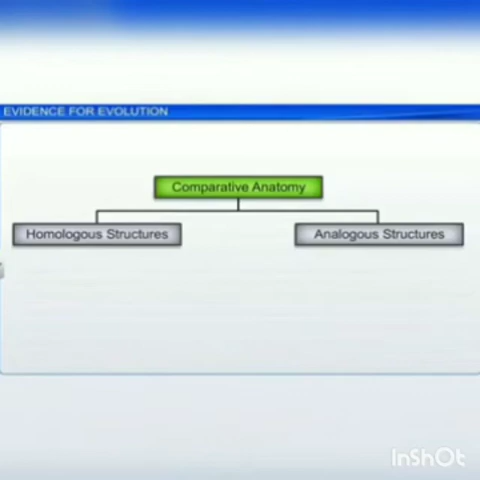 EVIDENCE FOR EVOLUTION
Comparative Anatomy
Homologous Structures
Analogous Structures
InShOt